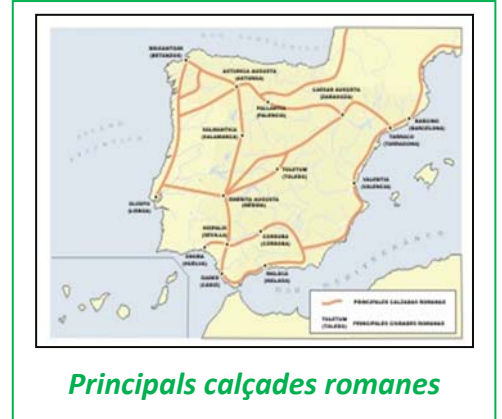 BRIGANTIUM
(BETANZOS)
ASTURICA AUGUSTA
(ASTORGA)
CAESAR AUGUSTA
(ZARAGOZA)
PALLANTIA
(PALENCIA)
BARCINO
(BARCELONA)
TARRACO
(TARRAGONA)
SALMANTICA
(SALAMANCA)
TOLETUM
(TOLEDO)
VALENTIA
(VALENCIA)
OLISIPO
(LISBOA)
EMERITA AUGUSTA
(MÉRIDA)
HISPALIS
(SEVILLA)
CORDUBA
(CÓRDOBA)
ONUBA
(HUELVA)
GADES
(CÁDIZ)
MALACA
(MÁLAGA)
MAR MEDITERRÁNEO
PRINCIPALES CALZADAS ROMANAS
TOLETUM
(TOLEDO)
PRINCIPALES CIUDADES ROMANAS
Principals calçades romanes